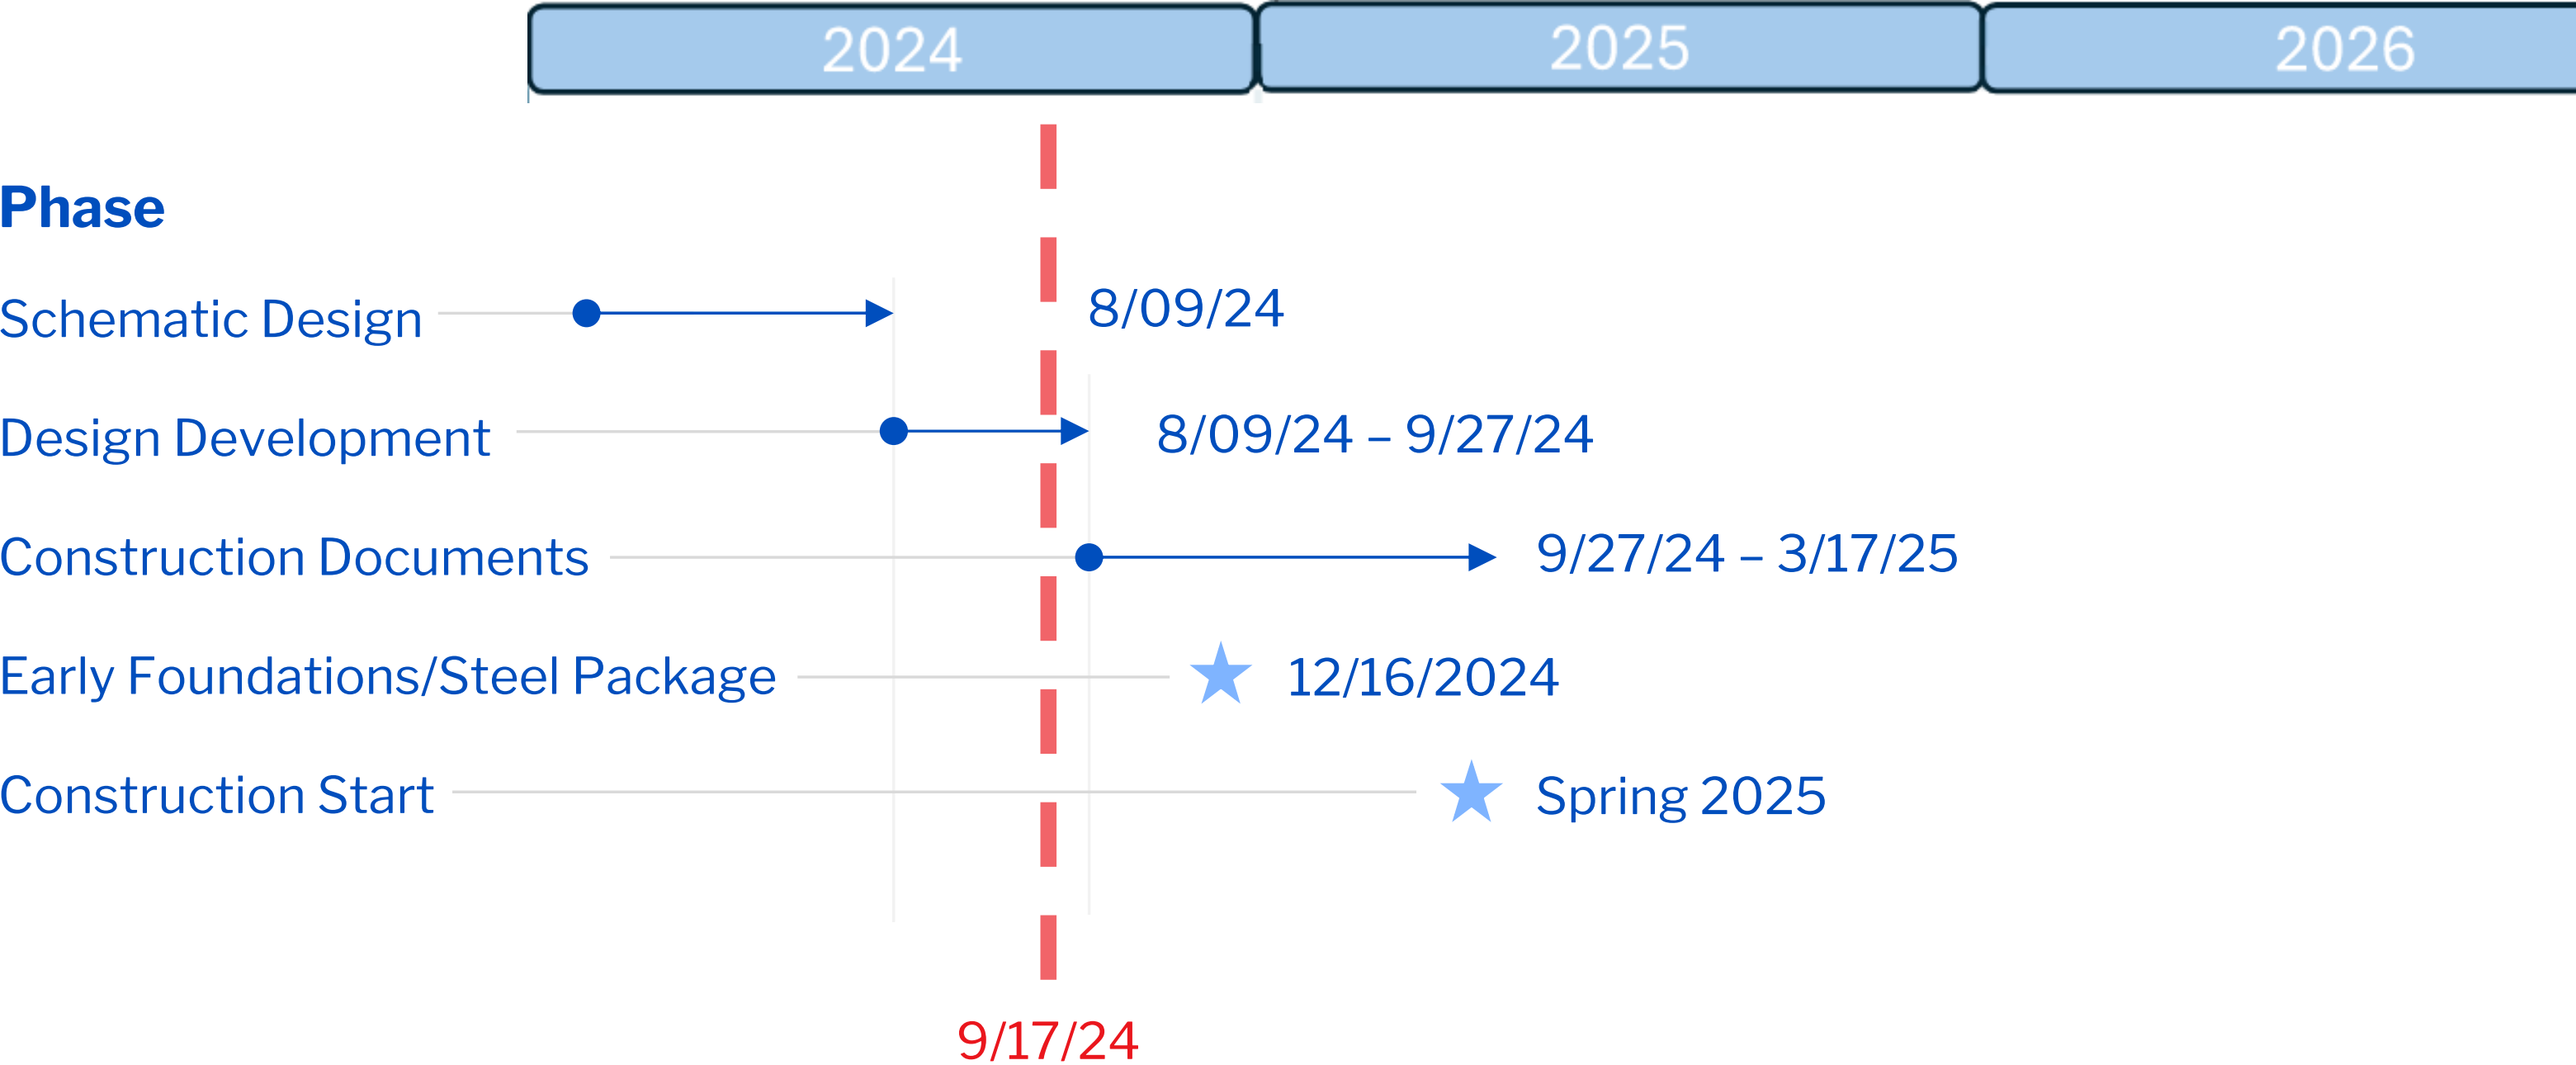 2024 2025 2026
Phase
Schematic Design 8/09/24
Design Development 8/09/24 – 9/27/24
Construction Documents 9/27/24 – 3/17/25
Early Foundations/Steel Package 12/16/2024
Construction Start Spring 2025
9/17/24